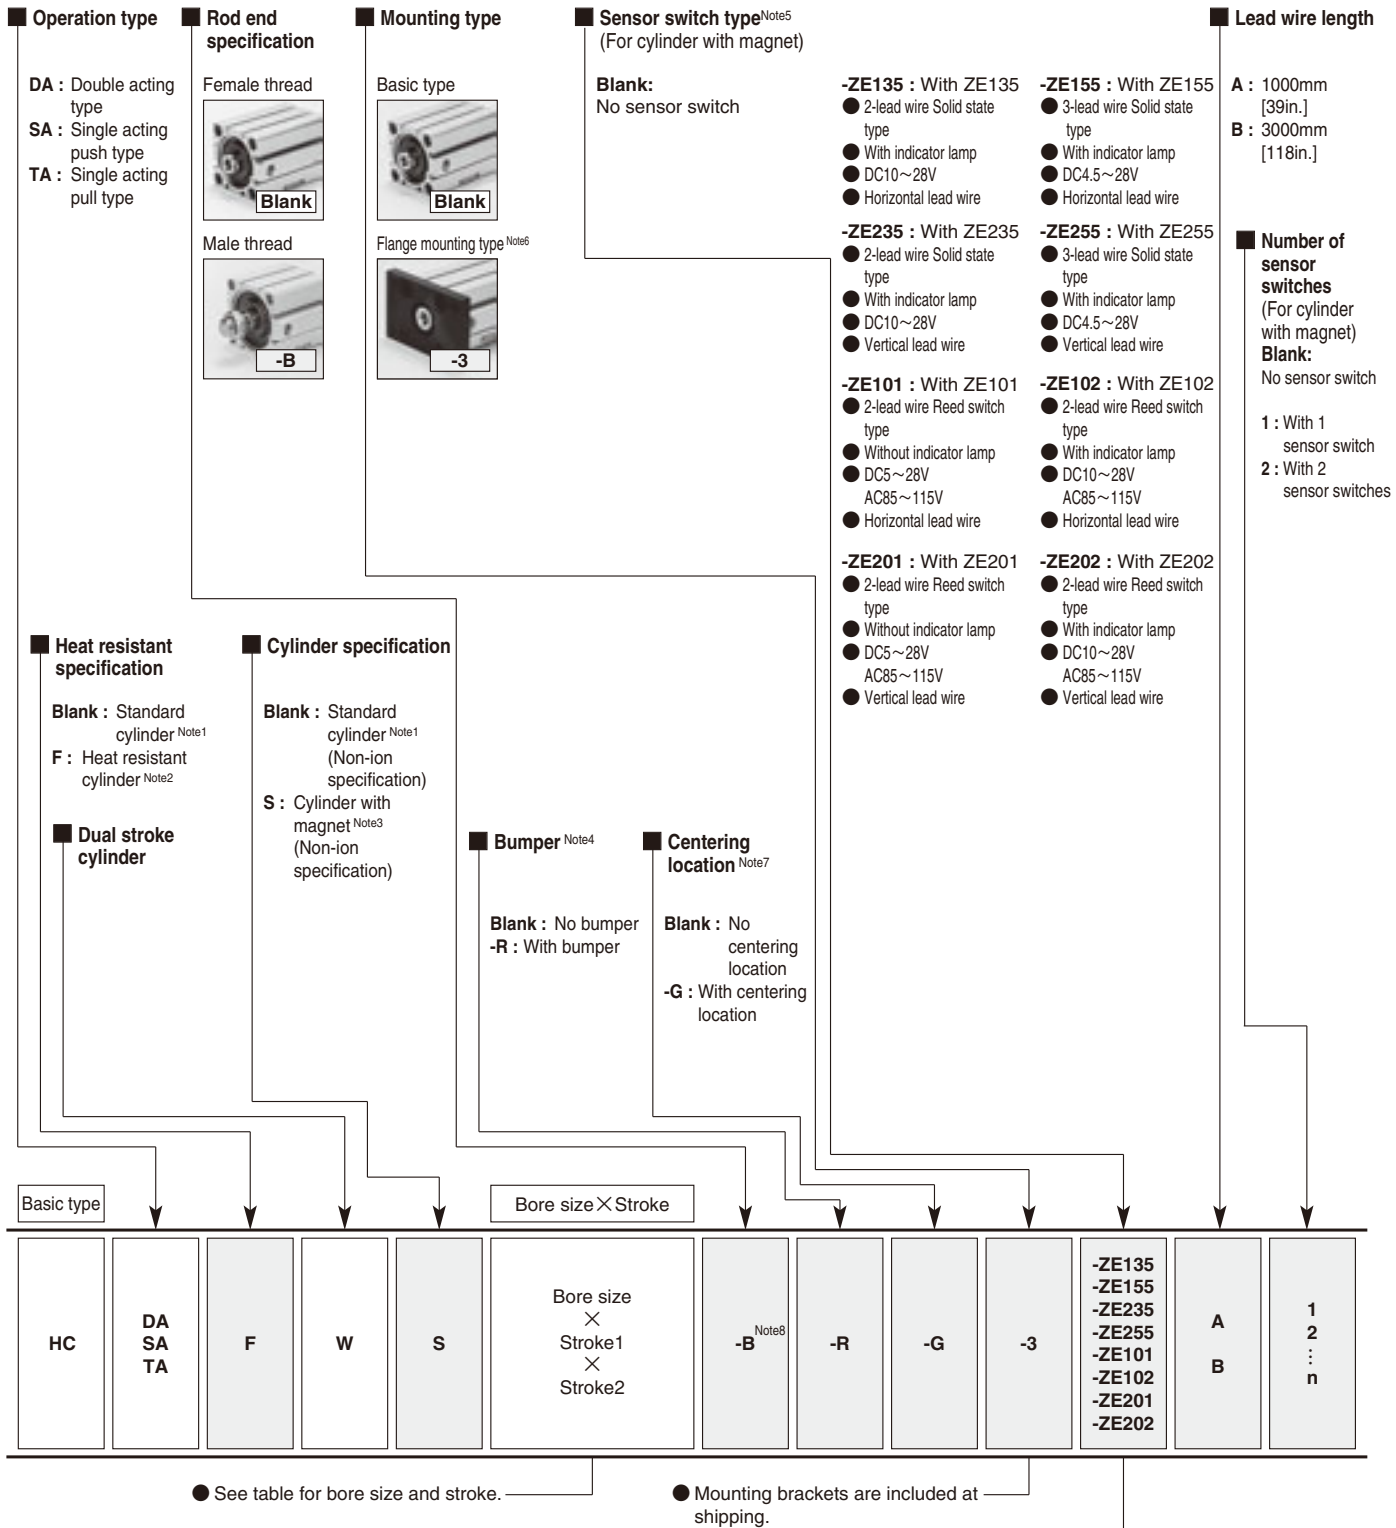 ■ Operation type
DA : Double acting
type
SA : Single acting
push type
TA : Single acting
pull type
■ Rod end
specification
Female thread
Blank
Male thread
-B
■ Mounting type
Basic type
Blank
Flange mounting type Note6
-3
■ Sensor switch type Note5
(For cylinder with magnet)
Blank:
No sensor switch
-ZE135 : With ZE135
● 2-lead wire Solid state
type
● With indicator lamp
● DC10～28V
● Horizontal lead wire
-ZE155 : With ZE155
● 3-lead wire Solid state
type
● With indicator lamp
● DC4.5～28V
● Horizontal lead wire
-ZE235 : With ZE235
● 2-lead wire Solid state
type
● With indicator lamp
● DC10～28V
● Vertical lead wire
-ZE255 : With ZE255
● 3-lead wire Solid state
type
● With indicator lamp
● DC4.5～28V
● Vertical lead wire
-ZE101 : With ZE101
● 2-lead wire Reed switch
type
● Without indicator lamp
● DC5～28V
AC85～115V
● Horizontal lead wire
-ZE102 : With ZE102
● 2-lead wire Reed switch
type
● With indicator lamp
● DC10～28V
AC85～115V
● Horizontal lead wire
-ZE201 : With ZE201
● 2-lead wire Reed switch
type
● Without indicator lamp
● DC5～28V
AC85～115V
● Vertical lead wire
-ZE202 : With ZE202
● 2-lead wire Reed switch
type
● With indicator lamp
● DC10～28V
AC85～115V
● Vertical lead wire
■ Lead wire length
A : 1000mm
[39in.]
B : 3000mm
[118in.]
■ Number of
sensor
switches
(For cylinder
with magnet)
Blank:
No sensor switch
1 : With 1
sensor switch
2 : With 2
sensor switches
■ Heat resistant
specification
Blank : Standard
cylinder Note1
F : Heat resistant
cylinder Note2
■ Dual stroke
cylinder
■ Cylinder specification
Blank : Standard
cylinder Note1
(Non-ion
specification)
S : Cylinder with
magnet Note3
(Non-ion
specification)
■ Bumper Note4
Blank : No bumper
-R : With bumper
■ Centering
location Note7
Blank : No
centering
location
-G : With centering
location
Basic type
Bore size×Stroke
HC
DA
SA
TA
F
W
S
Bore size
×
Stroke1
×
Stroke2
-B Note8
-R
-G
-3
-ZE135
-ZE155
-ZE235
-ZE255
-ZE101
-ZE102
-ZE201
-ZE202
A
B
1
2
⋮
n
● See table for bore size and stroke.
● Mounting brackets are included at
shipping.